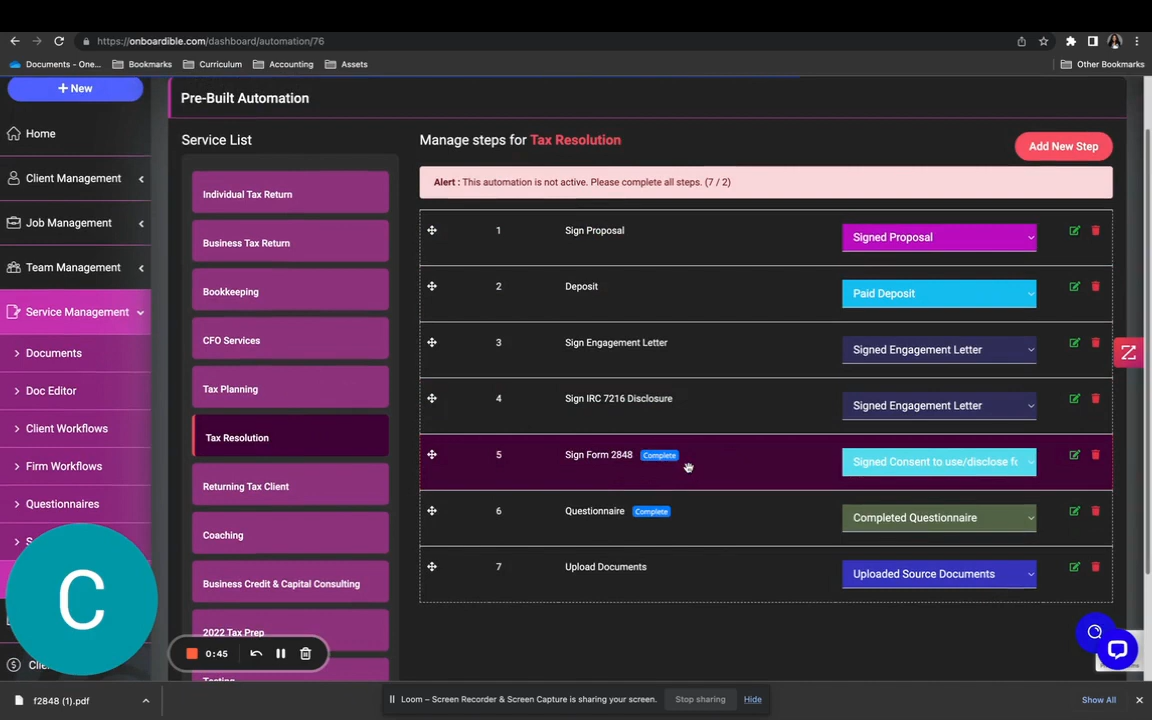 https://onboardible.com/dashboard/automation/76
Documents - One...
Bookmarks
Curriculum
Accounting
Assets
Other Bookmarks
+ New
Home
Client Management
Job Management
Team Management
Service Management
Documents
Doc Editor
Client Workflows
Firm Workflows
Questionnaires
C
Pre-Built Automation
Service List
Individual Tax Return
Business Tax Return
Bookkeeping
CFO Services
Tax Planning
Tax Resolution
Returning Tax Client
Coaching
Business Credit & Capital Consulting
2022 Tax Prep
Testing
Manage steps for Tax Resolution
Add New Step
Alert : This automation is not active. Please complete all steps. (7 / 2)
1 Sign Proposal Signed Proposal
2 Deposit Paid Deposit
3 Sign Engagement Letter Signed Engagement Letter
4 Sign IRC 7216 Disclosure Signed Engagement Letter
5 Sign Form 2848 Complete Signed Consent to use/disclose fo
6 Questionnaire Complete Completed Questionnaire
7 Upload Documents Uploaded Source Documents
0:45
f2848 (1).pdf
Loom – Screen Recorder & Screen Capture is sharing your screen.
Stop sharing
Hide
Show All